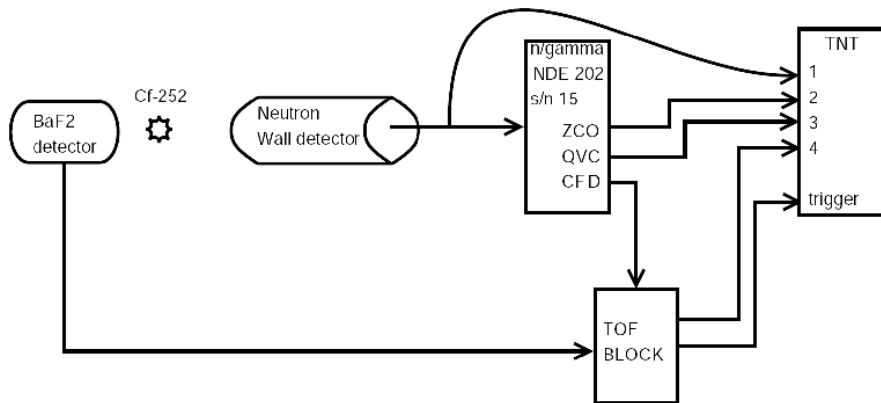 n/gamma
NDE 202
s/n 15
ZCO
QVC
CFD
TNT
1
2
3
4
trigger
Cf-252
BaF2
detector
Neutron
Wall detector
TOF
BLOCK